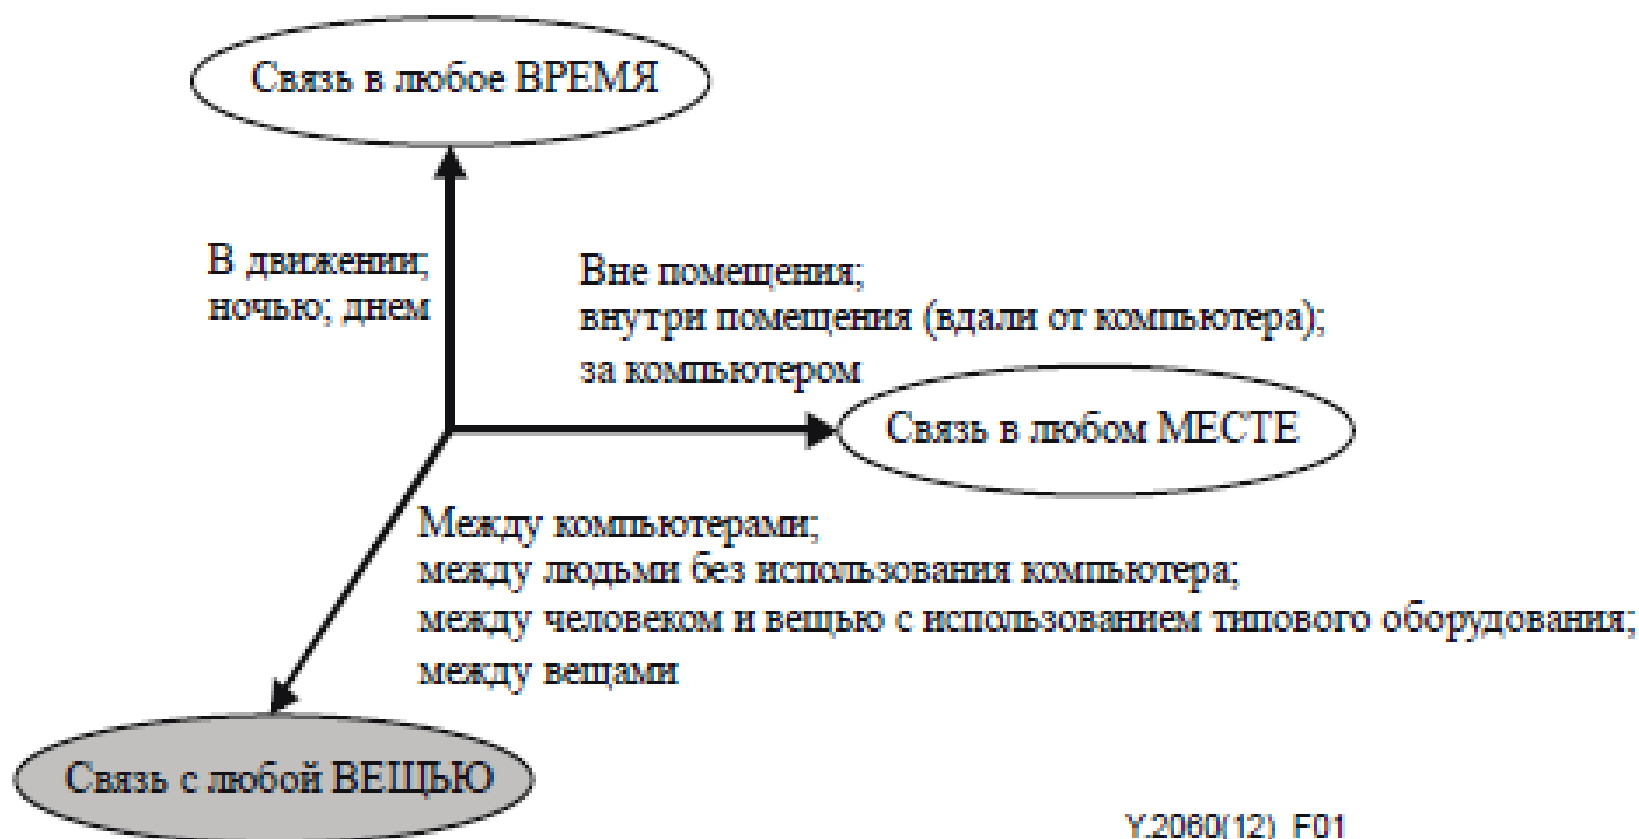 Связь в любое ВРЕМЯ
В движении;
ночью; днем
Вне помещения;
внутри помещения (вдали от компьютера);
за компьютером
Связь в любом МЕСТЕ
Между компьютерами;
между людьми без использования компьютера;
между человеком и вещью с использованием типового оборудования;
между вещами
Связь с любой ВЕЩЬЮ
Y.2060(12)_F01